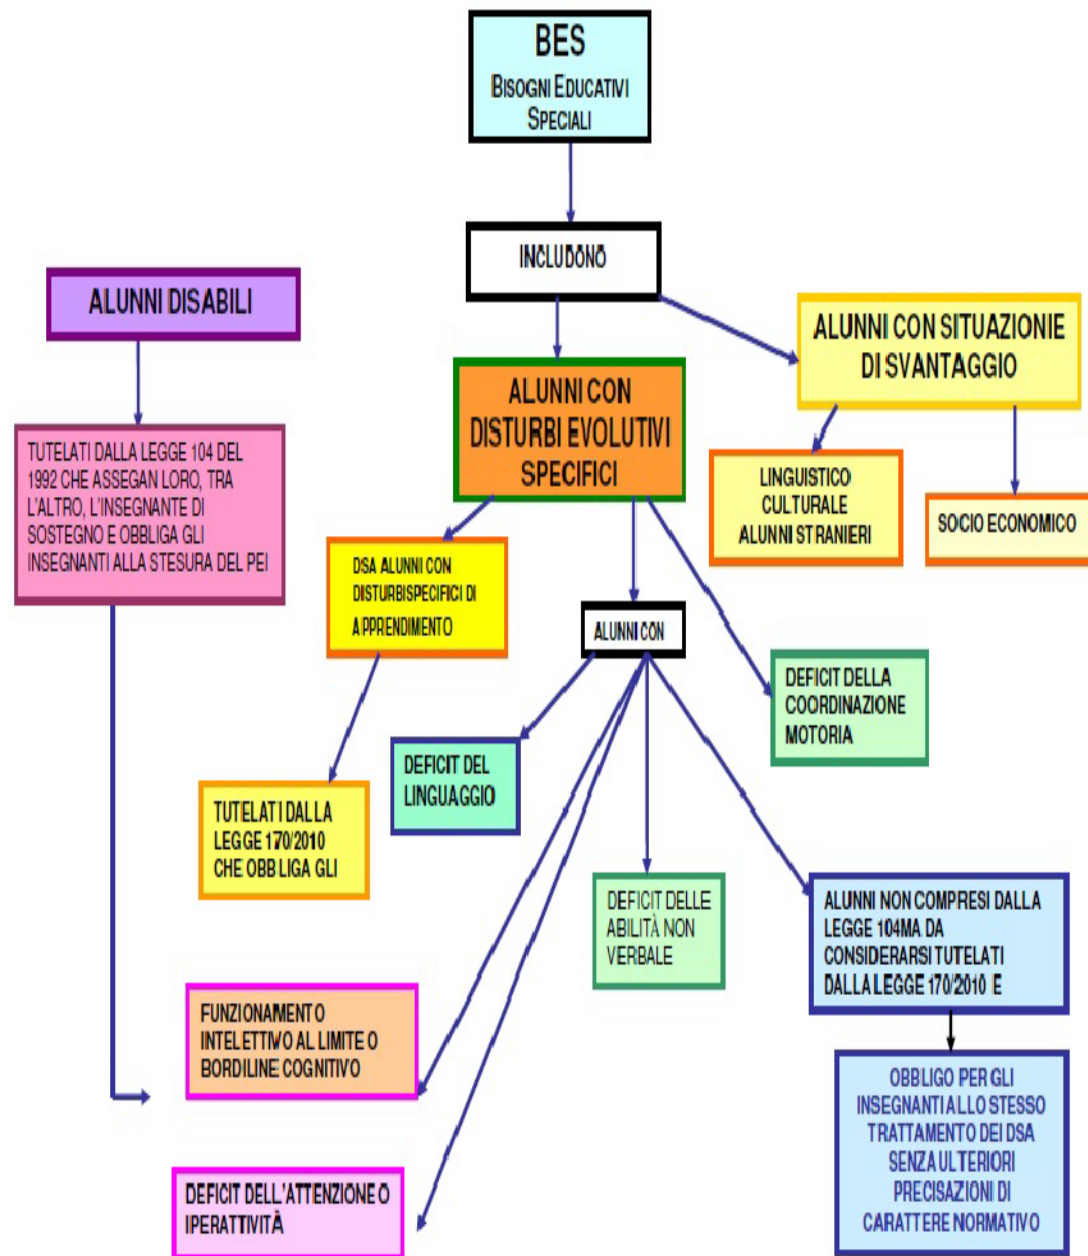 BES
BISOGNI EDUCATIVI
SPECIALI
INCLUDONO
ALUNNI DISABILI
ALUNNI CON SITUAZIONIE
DI SVANTAGGIO
ALUNNI CON
DISTURBI EVOLUTIVI
SPECIFICI
TUTELATI DALLA LEGGE 104 DEL
1992 CHE ASSEGAN LORO, TRA
L'ALTRO, L'INSEGNANTE DI
SOSTEGNO E OBBLIGA GLI
INSEGNANTI ALLA STESURA DEL PEI
LINGUISTICO
CULTURALE
ALUNNI STRANIERI
SOCIO ECONOMICO
DSA ALUNNI CON
DISTURBISPECIFICI DI
APPRENDIMENTO
ALUNNI CON
DEFICIT DELLA
COORDINAZIONE
MOTORIA
DEFICIT DEL
LINGUAGGIO
TUTELATI DALLA
LEGGE 170/2010
CHE OBBLIGA GLI
DEFICIT DELLE
ABILITÀ NON
VERBALE
ALUNNI NON COMPRESI DALLA
LEGGE 104MA DA
CONSIDERARSI TUTELATI
DALLA LEGGE 170/2010 E
FUNZIONAMENTO
INTELETTIVO AL LIMITE O
BORDILINE COGNITIVO
OBBLIGO PER GLI
INSEGNANTI ALLO STESSO
TRATTAMENTO DEI DSA
SENZA ULTERIORI
PRECISAZIONI DI
CARATTERE NORMATIVO
DEFICIT DELL'ATTENZIONE O
IPERATTIVITÀ